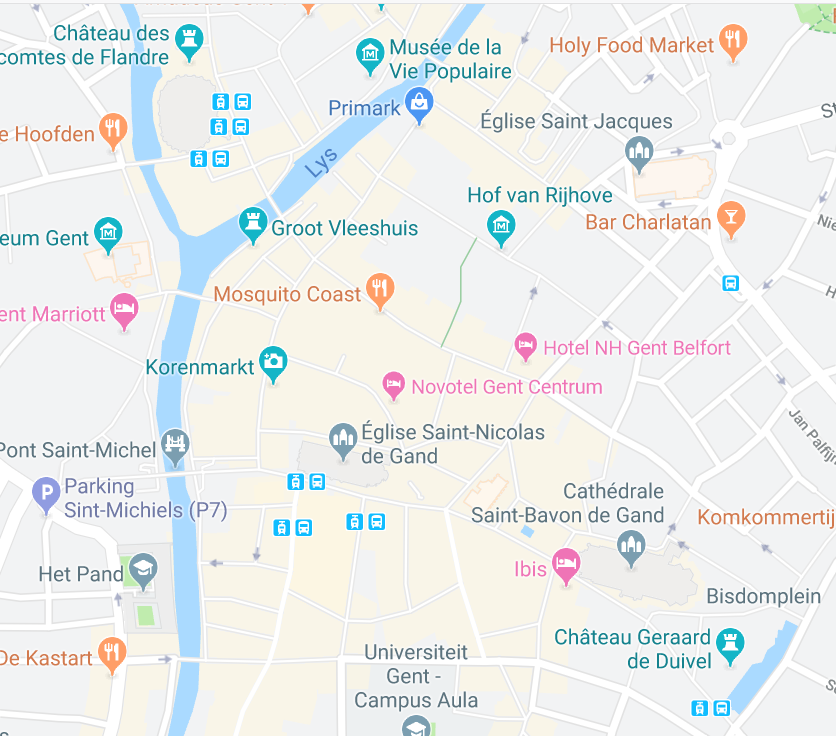 Château des
comtes de Flandre
Musée de la
Vie Populaire
Holy Food Market
Primark
Église Saint Jacques
e Hoofden
Lys
Hof van Rijhove
Bar Charlatan
Groot Vleeshuis
eum Gent
Mosquito Coast
ent Marriott
Hotel NH Gent Belfort
Korenmarkt
Novotel Gent Centrum
Église Saint-Nicolas
de Gand
Pont Saint-Michel
Jan Palfijn
Parking
Sint-Michiels (P7)
P
Cathédrale
Saint-Bavon de Gand
Komkommertij
Het Pand
Ibis
Bisdomplein
Château Geraard
de Duivel
De Kastart
Universiteit
Gent -
Campus Aula